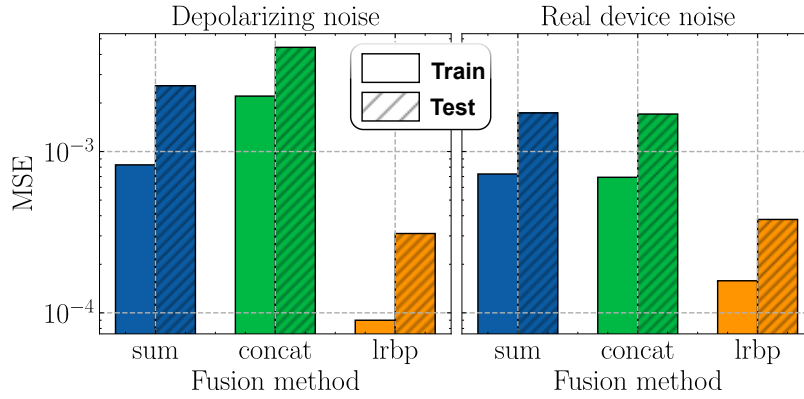 Depolarizing noise
Real device noise
Train
Test
MSE
10⁻³
10⁻⁴
sum concat lrbp
sum concat lrbp
Fusion method
Fusion method